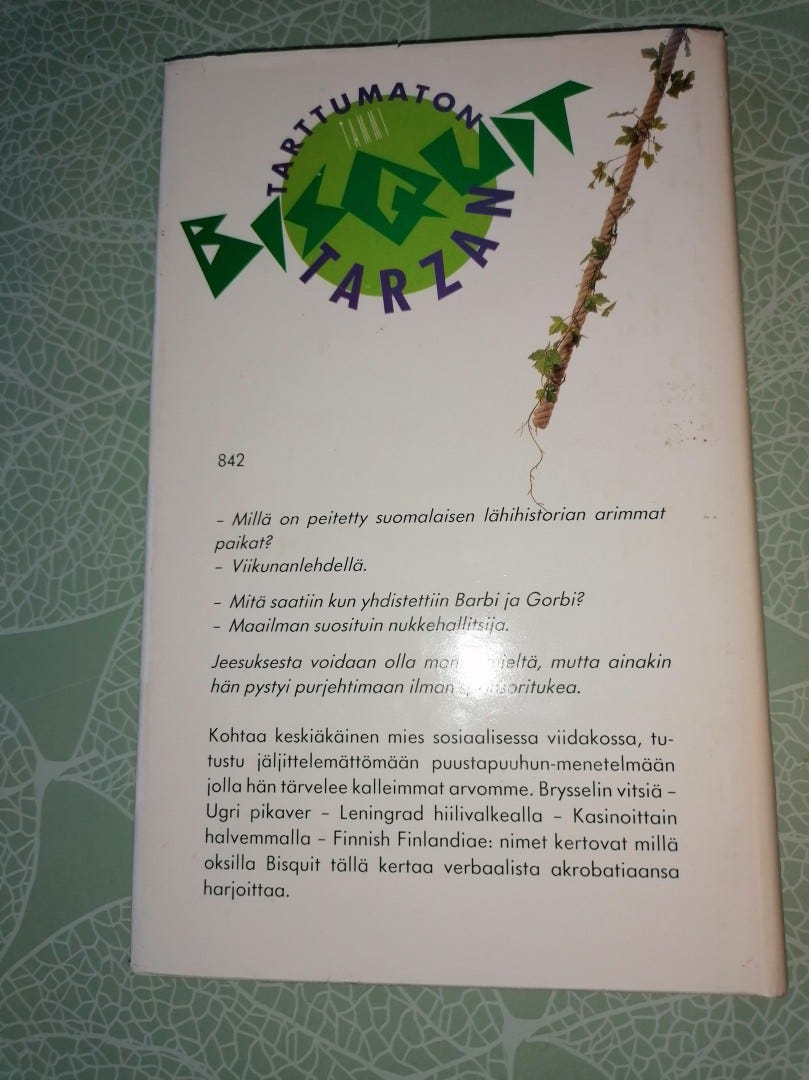 TARTTUMATON
TAMMI
BISQUIT
TARZAN
842
– Millä on peitetty suomalaisen lähihistorian arimmat
paikat?
– Viikunanlehdellä.
– Mitä saatiin kun yhdistettiin Barbi ja Gorbi?
– Maailman suosituin nukkehallitsija.
Jeesuksesta voidaan olla mieltä, mutta ainakin
hän pystyi purjehtimaan ilman
Kohtaa keskiäkäinen mies sosiaalisessa viidakossa, tu-
tustu jäljittelemättömään puustapuuhun-menetelmään
jolla hän tärvelee kalleimmat arvomme. Brysselin vitsiä –
Ugri pikaver – Leningrad hiilivalkealla – Kasinoittain
halvemmalla – Finnish Finlandiae: nimet kertovat millä
oksilla Bisquit tällä kertaa verbaalista akrobatiaansa
harjoittaa.